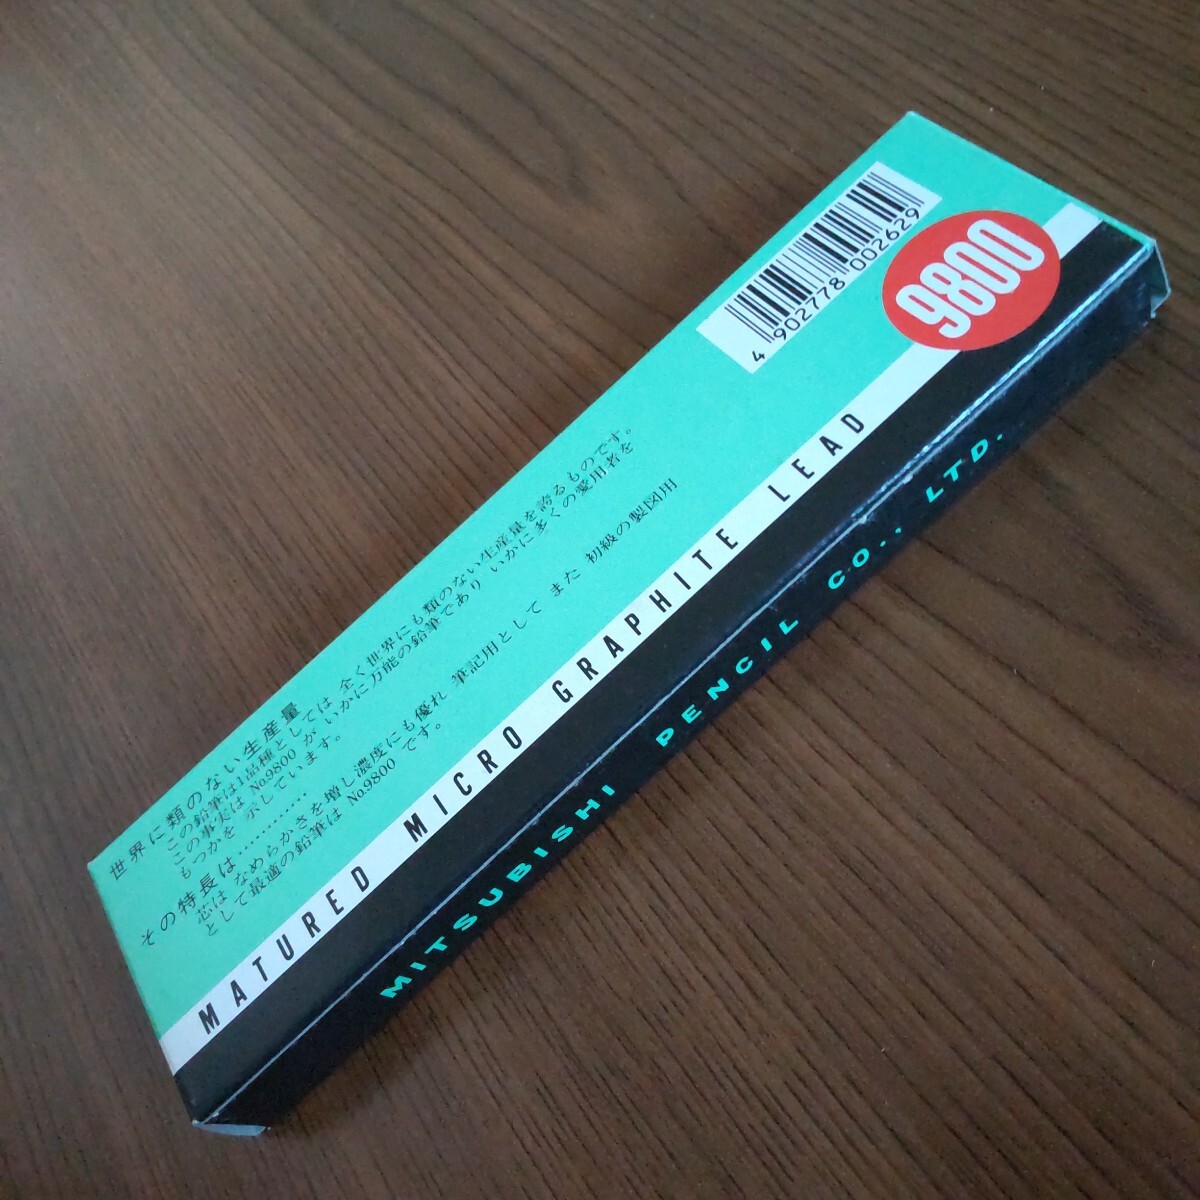 世界に類のない生産量
この鉛筆は1品種としては 全く世界にも類のない生産量を誇るものです。
この事実は No.9800 が いかに万能の鉛筆であり いかに多くの愛用者を
もつかを 示しています。
その特長は…………
芯は なめらかさを増し濃度にも優れ 筆記用として また 初級の製図用
として最適の鉛筆は No.9800 です。
4 902778 002629
9800
MATURED MICRO GRAPHITE LEAD
MITSUBISHI PENCIL CO., LTD.